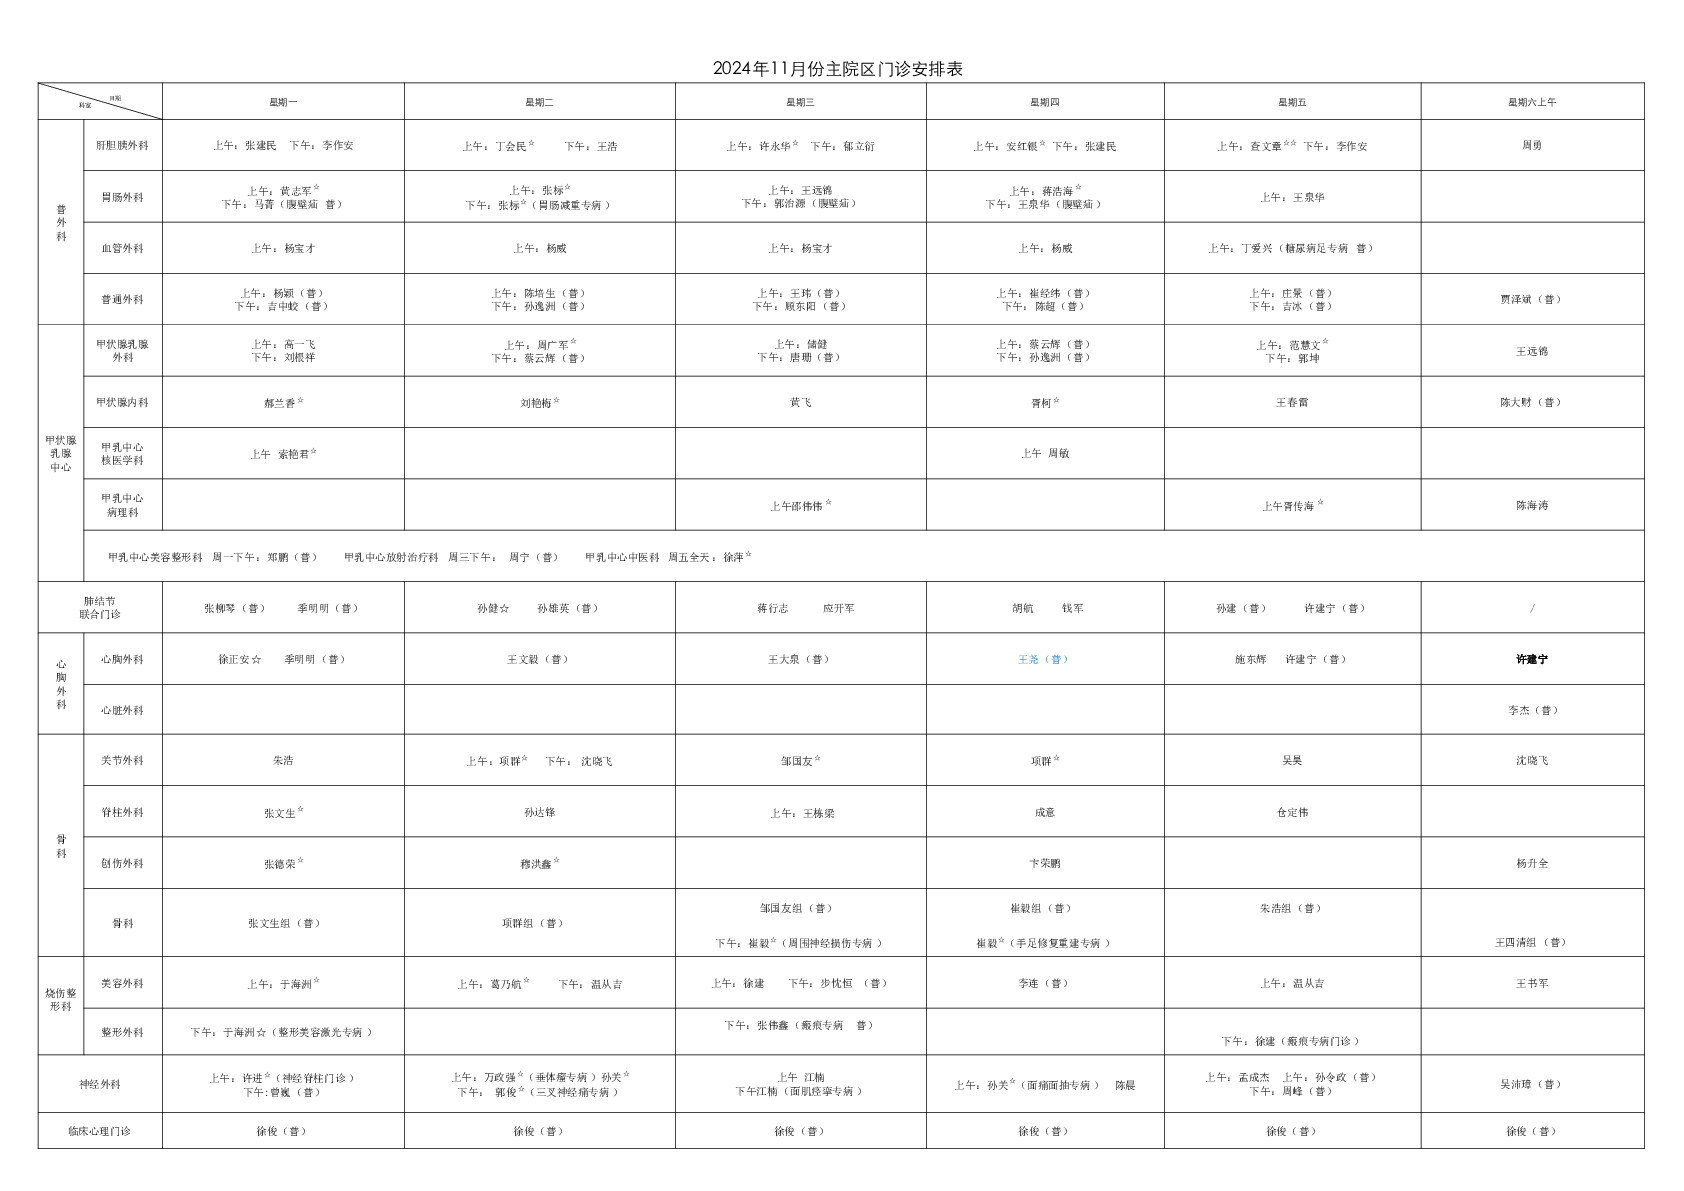 2024年11月份主院区门诊安排表
日期
科室
星期一 星期二 星期三 星期四 星期五 星期六上午
普外科
肝胆胰外科 上午：张建民 下午：李作安 上午：丁会民☆ 下午：王浩 上午：许永华☆ 下午：郁立衍 上午：安红银☆ 下午：张建民 上午：查文章☆☆ 下午：李作安 周勇
胃肠外科 上午：黄志军☆ 上午：张标☆ 上午：王远锦 上午：蒋浩海☆ 上午：王泉华
下午：马菁（腹壁疝 普） 下午：张标☆（胃肠减重专病） 下午：郭治源（腹壁疝） 下午：王泉华（腹壁疝）
血管外科 上午：杨宝才 上午：杨威 上午：杨宝才 上午：杨威 上午：丁爱兴（糖尿病足专病 普）
普通外科 上午：杨颖（普） 上午：陈培生（普） 上午：王玮（普） 上午：崔经纬（普） 上午：庄景（普） 贾泽斌（普）
下午：吉中蛟（普） 下午：孙逸洲（普） 下午：顾东阳（普） 下午：陈超（普） 下午：吉冰（普）
甲状腺
乳腺
中心
甲状腺乳腺 上午：高一飞 上午：周广军☆ 上午：储健 上午：蔡云辉（普） 上午：范慧文☆ 王远锦
外科 下午：刘根祥 下午：蔡云辉（普） 下午：唐珊（普） 下午：孙逸洲（普） 下午：郭坤
甲状腺内科 郝兰香☆ 刘艳梅☆ 黄飞 胥柯☆ 王春雷 陈大财（普）
甲乳中心
核医学科 上午 索艳君☆ 上午 周敏
甲乳中心
病理科 上午邵伟伟☆ 上午胥传海☆ 陈海涛
甲乳中心美容整形科 周一下午：郑鹏（普） 甲乳中心放射治疗科 周三下午： 周宁（普） 甲乳中心中医科 周五全天：徐萍☆
肺结节
联合门诊 张柳琴（普） 季明明（普） 孙健☆ 孙雄英（普） 蒋行志 应开军 胡航 钱军 孙建（普） 许建宁（普） /
心胸外科
心胸外科 徐正安☆ 季明明（普） 王文毅（普） 王大泉（普） 王尧（普） 施东辉 许建宁（普） 许建宁
心脏外科 李杰（普）
骨科
关节外科 朱浩 上午：项群☆ 下午： 沈晓飞 邹国友☆ 项群☆ 吴昊 沈晓飞
脊柱外科 张文生☆ 孙达锋 上午：王栋梁 成意 仓定伟
创伤外科 张德荣☆ 穆洪鑫☆ 卞荣鹏 杨升全
骨科 张文生组（普） 项群组（普） 邹国友组（普） 崔毅组（普） 朱浩组（普）
下午：崔毅☆（周围神经损伤专病） 崔毅☆（手足修复重建专病） 王四清组（普）
烧伤整
形科
美容外科 上午：于海洲☆ 上午：葛乃航☆ 下午：温从吉 上午：徐建 下午：步忱恒 （普） 李连（普） 上午：温从吉 王书军
整形外科 下午：于海洲☆（整形美容激光专病） 下午：张伟鑫（瘢痕专病 普） 下午：徐建（瘢痕专病门诊）
神经外科 上午：许进☆（神经脊柱门诊） 上午：万政强☆（垂体瘤专病）孙关☆ 上午 江楠 上午：孙关☆（面痛面抽专病） 陈晨 上午：孟成杰 上午：孙令政（普） 吴沛璋（普）
下午:曾巍（普） 下午： 郭俊☆（三叉神经痛专病） 下午江楠（面肌痉挛专病） 下午：周峰（普）
临床心理门诊 徐俊（普） 徐俊（普） 徐俊（普） 徐俊（普） 徐俊（普） 徐俊（普）